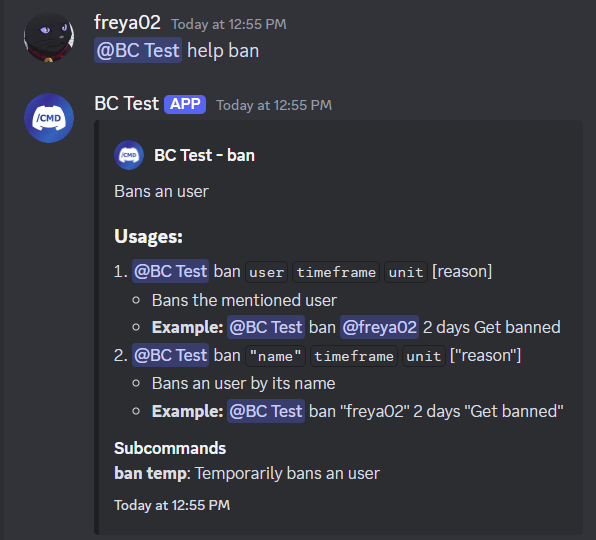 freya02 Today at 12:55 PM
@BC Test help ban
/CMD
BC Test APP Today at 12:55 PM
/CMD
BC Test - ban
Bans an user
Usages:
1. @BC Test ban user timeframe unit [reason]
Bans the mentioned user
Example: @BC Test ban @freya02 2 days Get banned
2. @BC Test ban "name" timeframe unit ["reason"]
Bans an user by its name
Example: @BC Test ban "freya02" 2 days "Get banned"
Subcommands
ban temp: Temporarily bans an user
Today at 12:55 PM